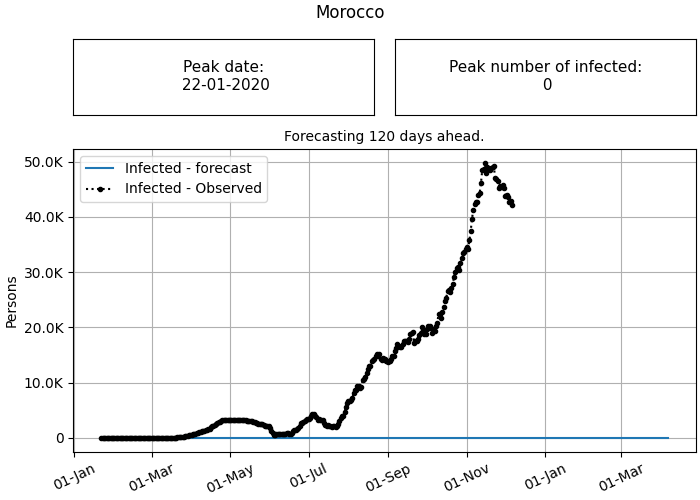 Morocco
Peak date:
22-01-2020
Peak number of infected:
0
Forecasting 120 days ahead.
Infected - forecast
Infected - Observed
50.0K
40.0K
30.0K
20.0K
10.0K
0
Persons
01-Jan
01-Mar
01-May
01-Jul
01-Sep
01-Nov
01-Jan
01-Mar